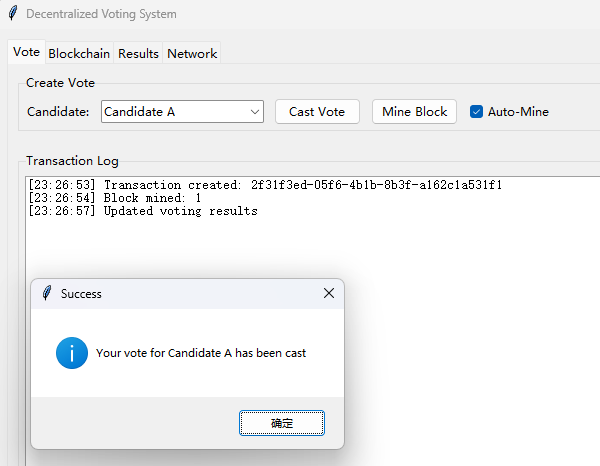 Decentralized Voting System
Vote Blockchain Results Network
Create Vote
Candidate: Candidate A Cast Vote Mine Block Auto-Mine
Transaction Log
[23:26:53] Transaction created: 2f31f3ed-05f6-4b1b-8b3f-a162c1a531f1
[23:26:54] Block mined: 1
[23:26:57] Updated voting results
Success
Your vote for Candidate A has been cast
确定